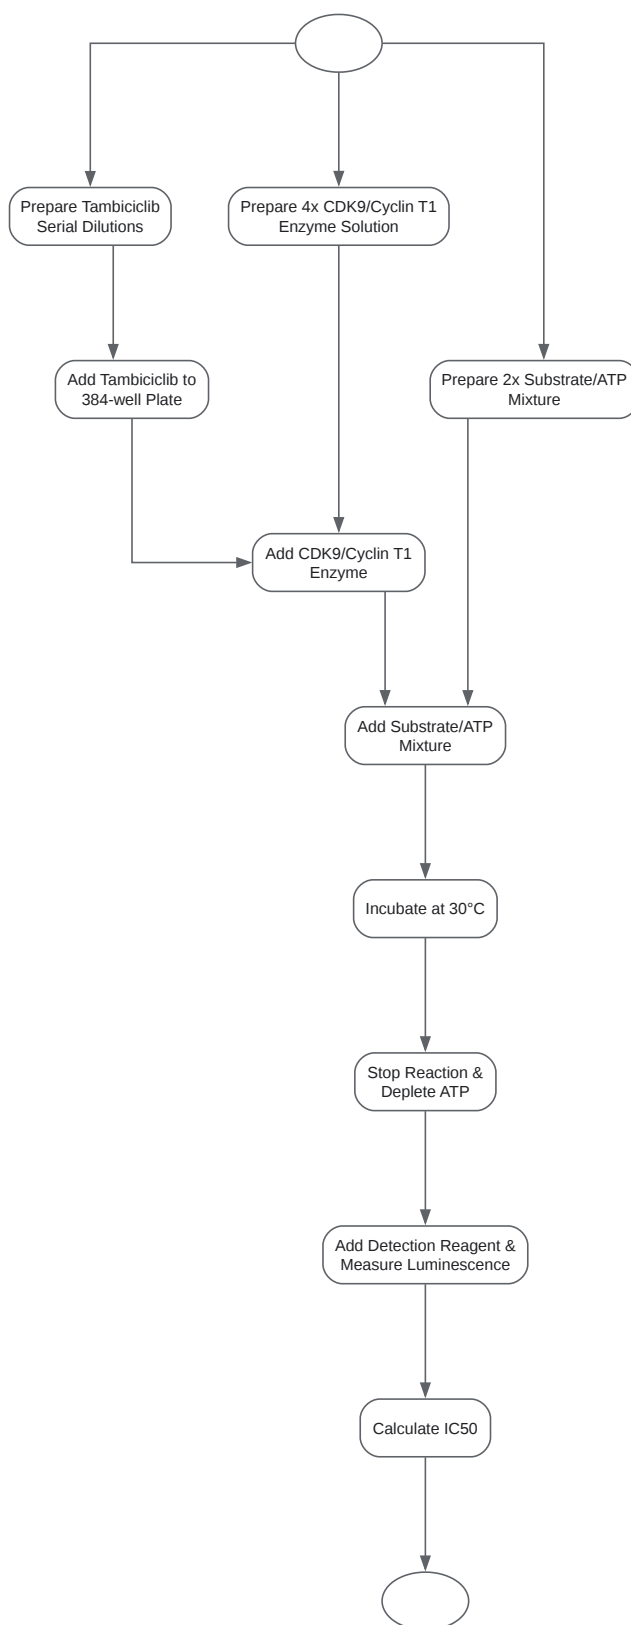 Prepare Tambiciclib
Serial Dilutions
Prepare 4x CDK9/Cyclin T1
Enzyme Solution
Add Tambiciclib to
384-well Plate
Prepare 2x Substrate/ATP
Mixture
Add CDK9/Cyclin T1
Enzyme
Add Substrate/ATP
Mixture
Incubate at 30°C
Stop Reaction &
Deplete ATP
Add Detection Reagent &
Measure Luminescence
Calculate IC50